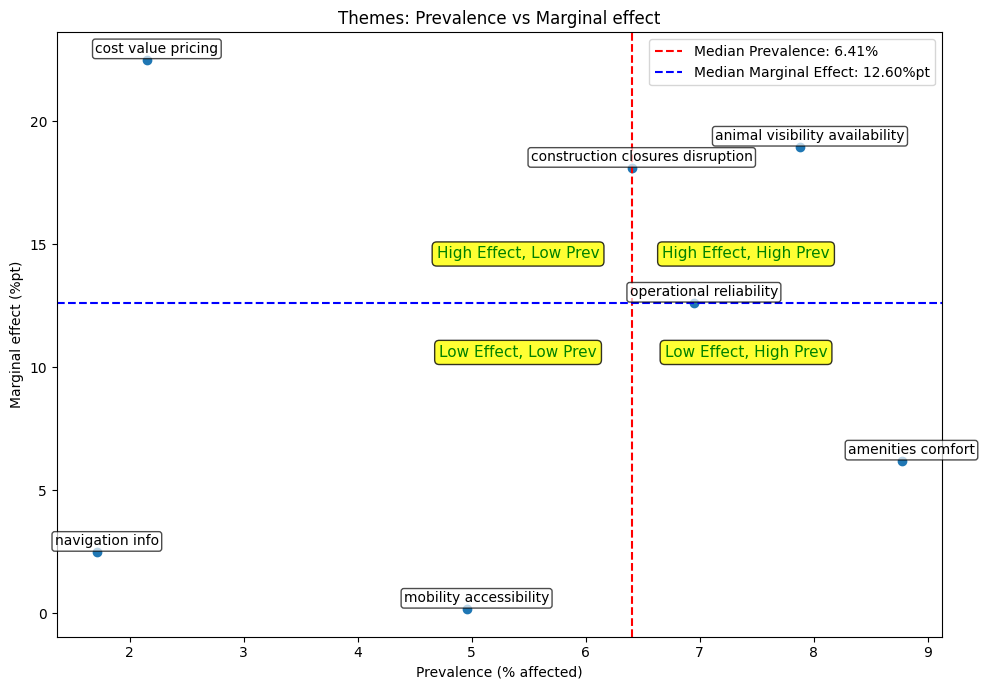 Themes: Prevalence vs Marginal effect
cost value pricing
Median Prevalence: 6.41%
Median Marginal Effect: 12.60%pt
animal visibility availability
construction closures disruption
High Effect, Low Prev
High Effect, High Prev
operational reliability
Low Effect, Low Prev
Low Effect, High Prev
amenities comfort
navigation info
mobility accessibility
20
15
10
5
0
Marginal effect (%pt)
2 3 4 5 6 7 8 9
Prevalence (% affected)